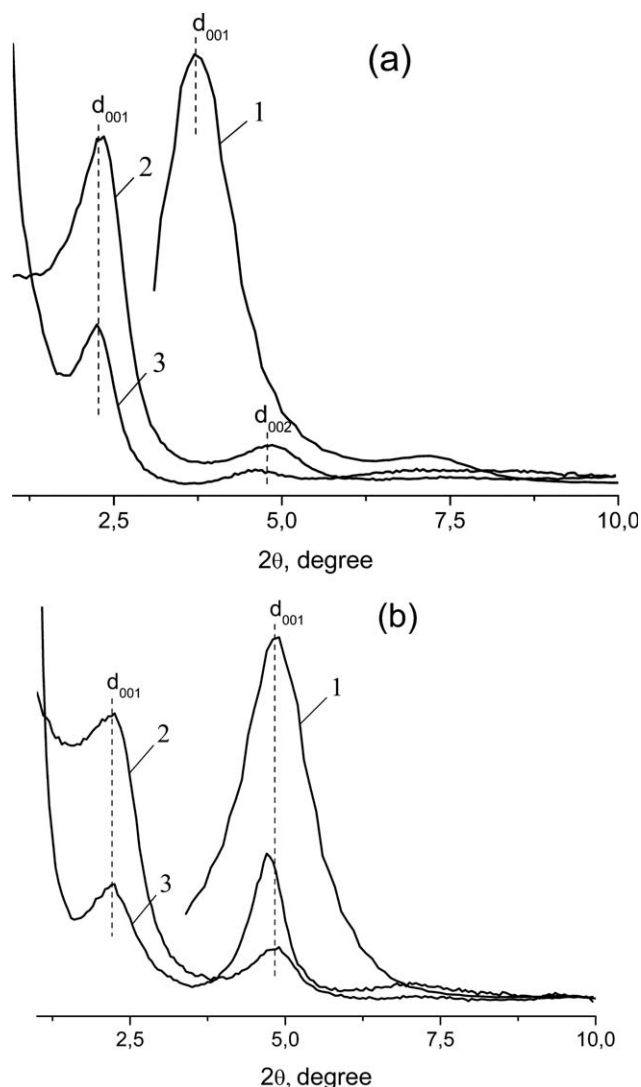 d001
(a)
d001
1
2
3
d002
2,5 5,0 7,5 10,0
2θ, degree
(b)
d001
d001
1
2
3
2,5 5,0 7,5 10,0
2θ, degree